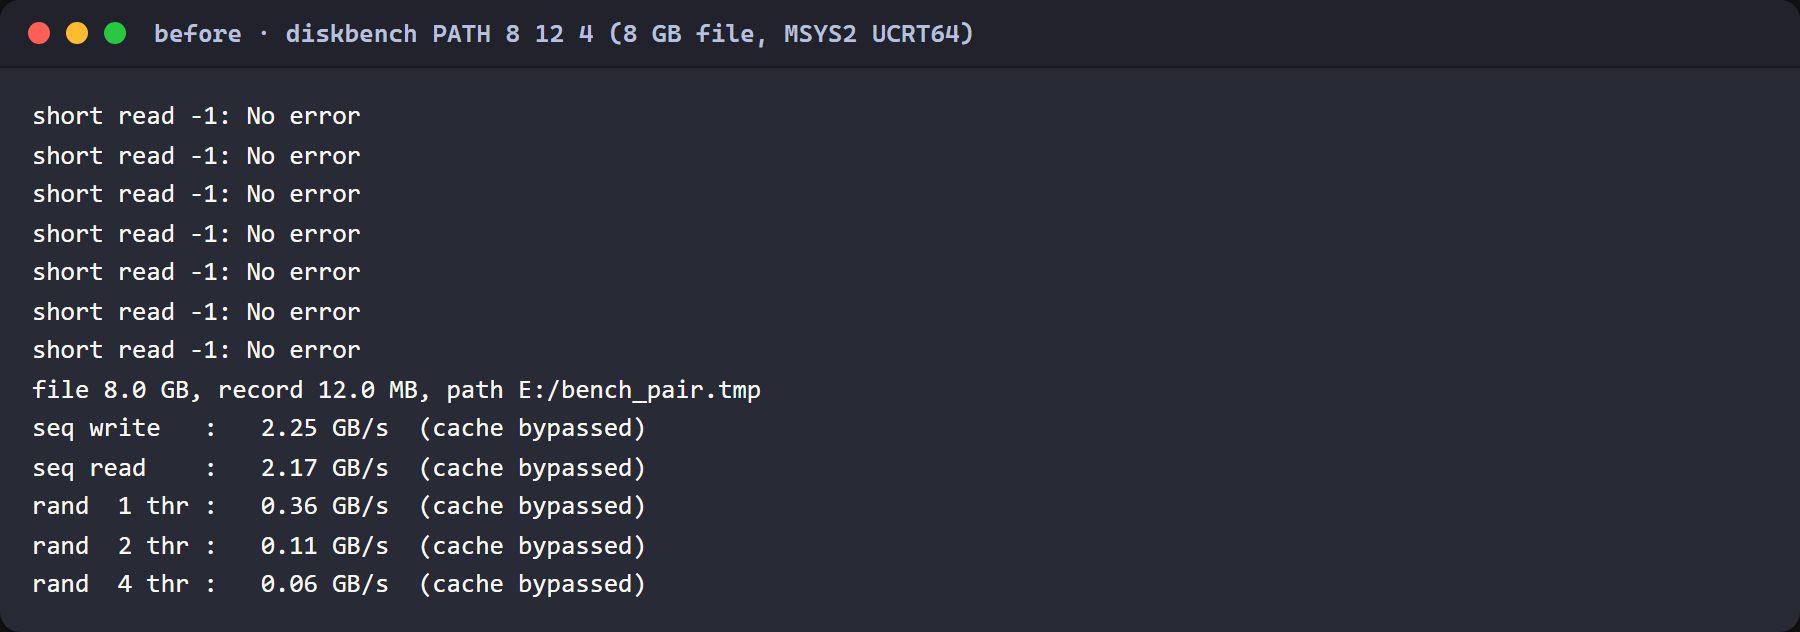 before · diskbench PATH 8 12 4 (8 GB file, MSYS2 UCRT64)
short read -1: No error
short read -1: No error
short read -1: No error
short read -1: No error
short read -1: No error
short read -1: No error
short read -1: No error
file 8.0 GB, record 12.0 MB, path E:/bench_pair.tmp
seq write   :   2.25 GB/s  (cache bypassed)
seq read    :   2.17 GB/s  (cache bypassed)
rand  1 thr :   0.36 GB/s  (cache bypassed)
rand  2 thr :   0.11 GB/s  (cache bypassed)
rand  4 thr :   0.06 GB/s  (cache bypassed)